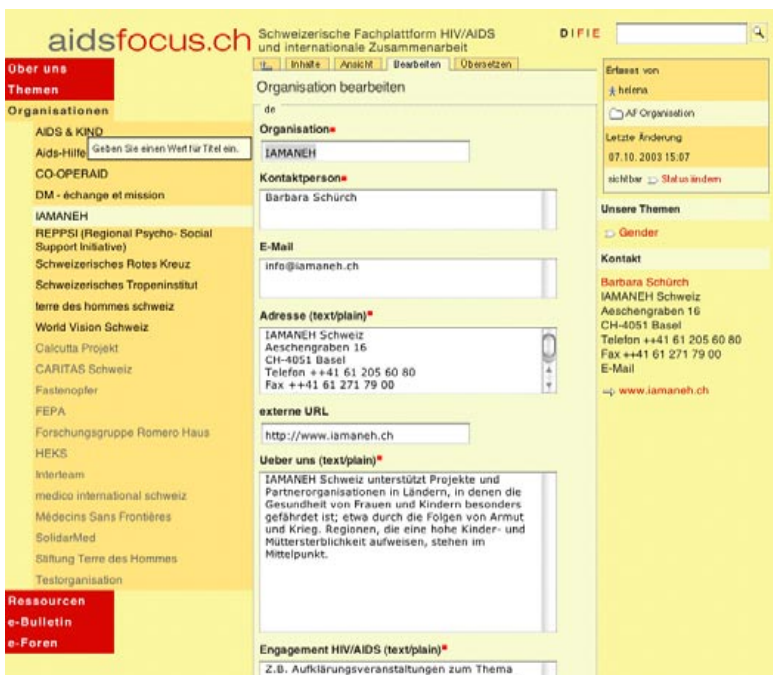 aidsfocus.ch
Schweizerische Fachplattform HIV/AIDS
und internationale Zusammenarbeit
D I F I E
Über uns
Themen
Organisationen
AIDS & KIND
Aids-Hilfe
Geben Sie einen Wert für Titel ein.
CO-OPERAID
DM - échange et mission
IAMANEH
REPPSI (Regional Psycho- Social
Support Initiative)
Schweizerisches Rotes Kreuz
Schweizerisches Tropeninstitut
terre des hommes schweiz
World Vision Schweiz
Calcutta Projekt
CARITAS Schweiz
Fastenopfer
FEPA
Forschungsgruppe Romero Haus
HEKS
Interteam
medico international schweiz
Médecins Sans Frontières
SolidarMed
Stiftung Terre des Hommes
Testorganisation
Ressourcen
e-Bulletin
e-Foren
Inhalte Ansicht Bearbeiten Übersetzen
Organisation bearbeiten
de
Organisation
IAMANEH
Kontaktperson
Barbara Schürch
E-Mail
info@iamaneh.ch
Adresse (text/plain)
IAMANEH Schweiz
Aeschengraben 16
CH-4051 Basel
Telefon ++41 61 205 60 80
Fax ++41 61 271 79 00
externe URL
http://www.iamaneh.ch
Ueber uns (text/plain)
IAMANEH Schweiz unterstützt Projekte und
Partnerorganisationen in Ländern, in denen die
Gesundheit von Frauen und Kindern besonders
gefährdet ist; etwa durch die Folgen von Armut
und Krieg. Regionen, die eine hohe Kinder- und
Müttersterblichkeit aufweisen, stehen im
Mittelpunkt.
Engagement HIV/AIDS (text/plain)
Z.B. Aufklärungsveranstaltungen zum Thema
Erfasst von
helena
AF Organisation
Letzte Änderung
07.10. 2003 15:07
sichtbar Status ändern
Unsere Themen
Gender
Kontakt
Barbara Schürch
IAMANEH Schweiz
Aeschengraben 16
CH-4051 Basel
Telefon ++41 61 205 60 80
Fax ++41 61 271 79 00
E-Mail
www.iamaneh.ch